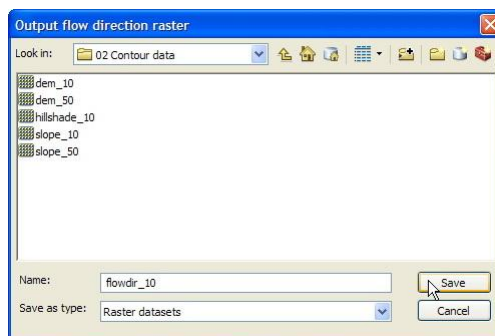 Output flow direction raster
Look in: 02 Contour data
dem_10
dem_50
hillshade_10
slope_10
slope_50
Name: flowdir_10 Save
Save as type: Raster datasets Cancel